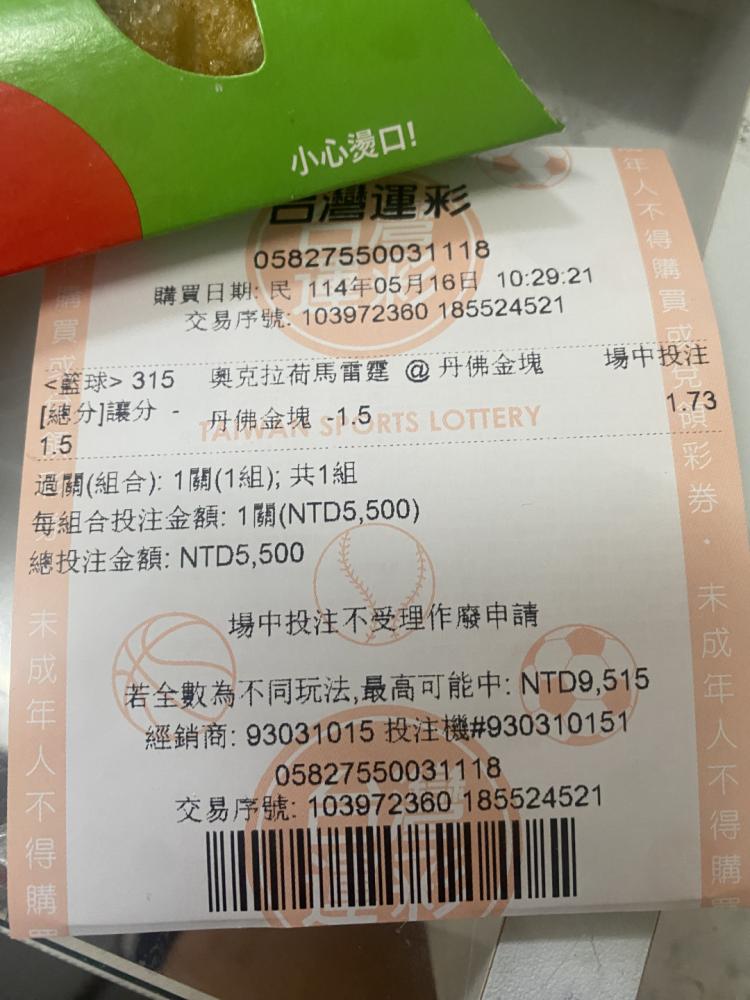 小心燙口!
台灣運彩
05827550031118
購買日期: 民 114年05月16日 10:29:21
交易序號: 103972360 185524521
<籃球> 315 奧克拉荷馬雷霆 @ 丹佛金塊 場中投注
[總分]讓分 - 丹佛金塊 -1.5 1.73
1.5
TAIWAN SPORTS LOTTERY
過關(組合): 1關(1組); 共1組
每組合投注金額: 1關(NTD5,500)
總投注金額: NTD5,500
場中投注不受理作廢申請
若全數為不同玩法,最高可能中: NTD9,515
經銷商: 93031015 投注機#930310151
05827550031118
交易序號: 103972360 185524521
購買或
未成年人不得購買
年人不得購買或兌領彩券・未成年人不得購